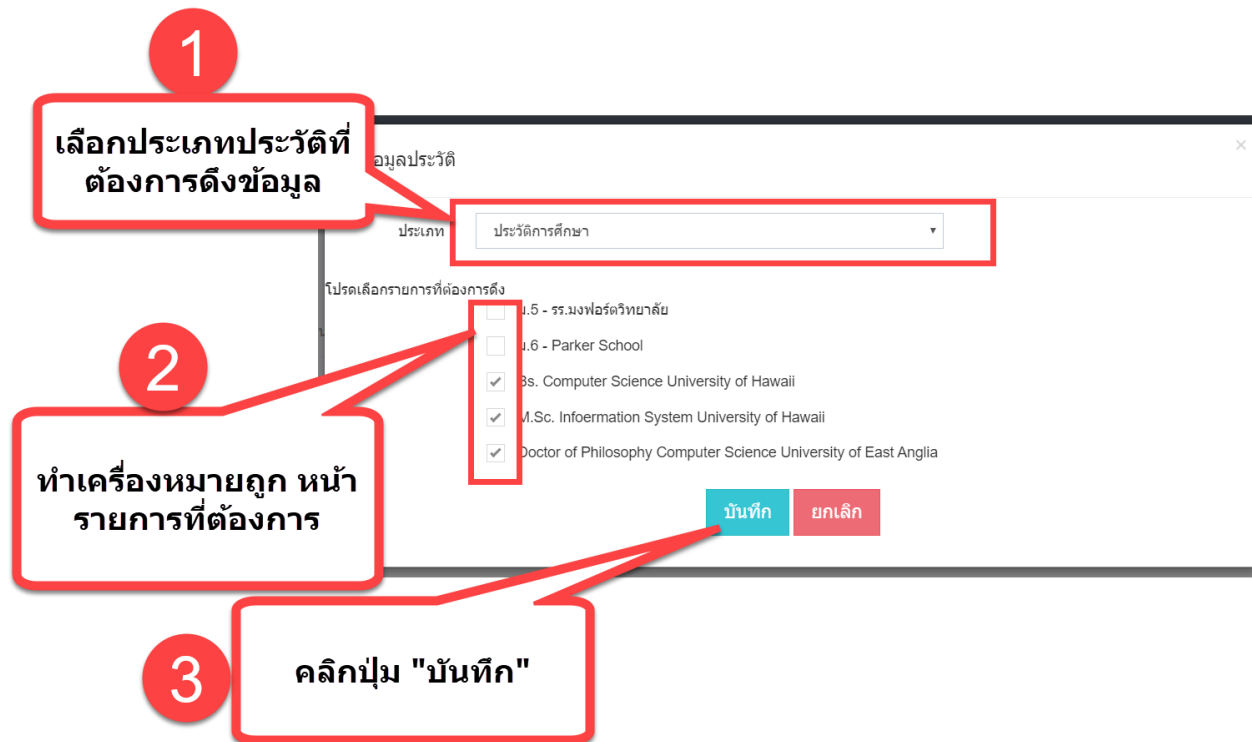 1
เลือกประเภทประวัติที่
ต้องการดึงข้อมูล
อมูลประวัติ
×
ประเภท
ประวัติการศึกษา
โปรดเลือกรายการที่ต้องการดึง
ม.5 - รร.มงฟอร์ตวิทยาลัย
ม.6 - Parker School
Bs. Computer Science University of Hawaii
M.Sc. Infoermation System University of Hawaii
Doctor of Philosophy Computer Science University of East Anglia
2
ทำเครื่องหมายถูก หน้า
รายการที่ต้องการ
บันทึก
ยกเลิก
3
คลิกปุ่ม "บันทึก"